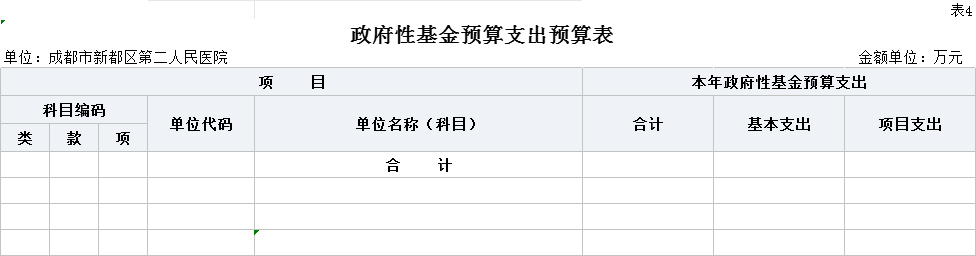 表4
政府性基金预算支出预算表
单位：成都市新都区第二人民医院 金额单位：万元
项 目 本年政府性基金预算支出
科目编码 单位代码 单位名称（科目） 合计 基本支出 项目支出
类 款 项
合 计